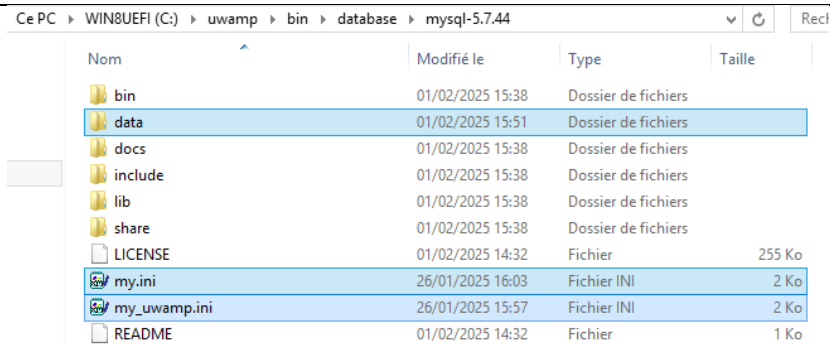 Ce PC ▸ WIN8UEFI (C:) ▸ uwamp ▸ bin ▸ database ▸ mysql-5.7.44
Nom Modifié le Type Taille
bin 01/02/2025 15:38 Dossier de fichiers
data 01/02/2025 15:51 Dossier de fichiers
docs 01/02/2025 15:38 Dossier de fichiers
include 01/02/2025 15:38 Dossier de fichiers
lib 01/02/2025 15:38 Dossier de fichiers
share 01/02/2025 15:38 Dossier de fichiers
LICENSE 01/02/2025 14:32 Fichier 255 Ko
my.ini 26/01/2025 16:03 Fichier INI 2 Ko
my_uwamp.ini 26/01/2025 15:57 Fichier INI 2 Ko
README 01/02/2025 14:32 Fichier 1 Ko